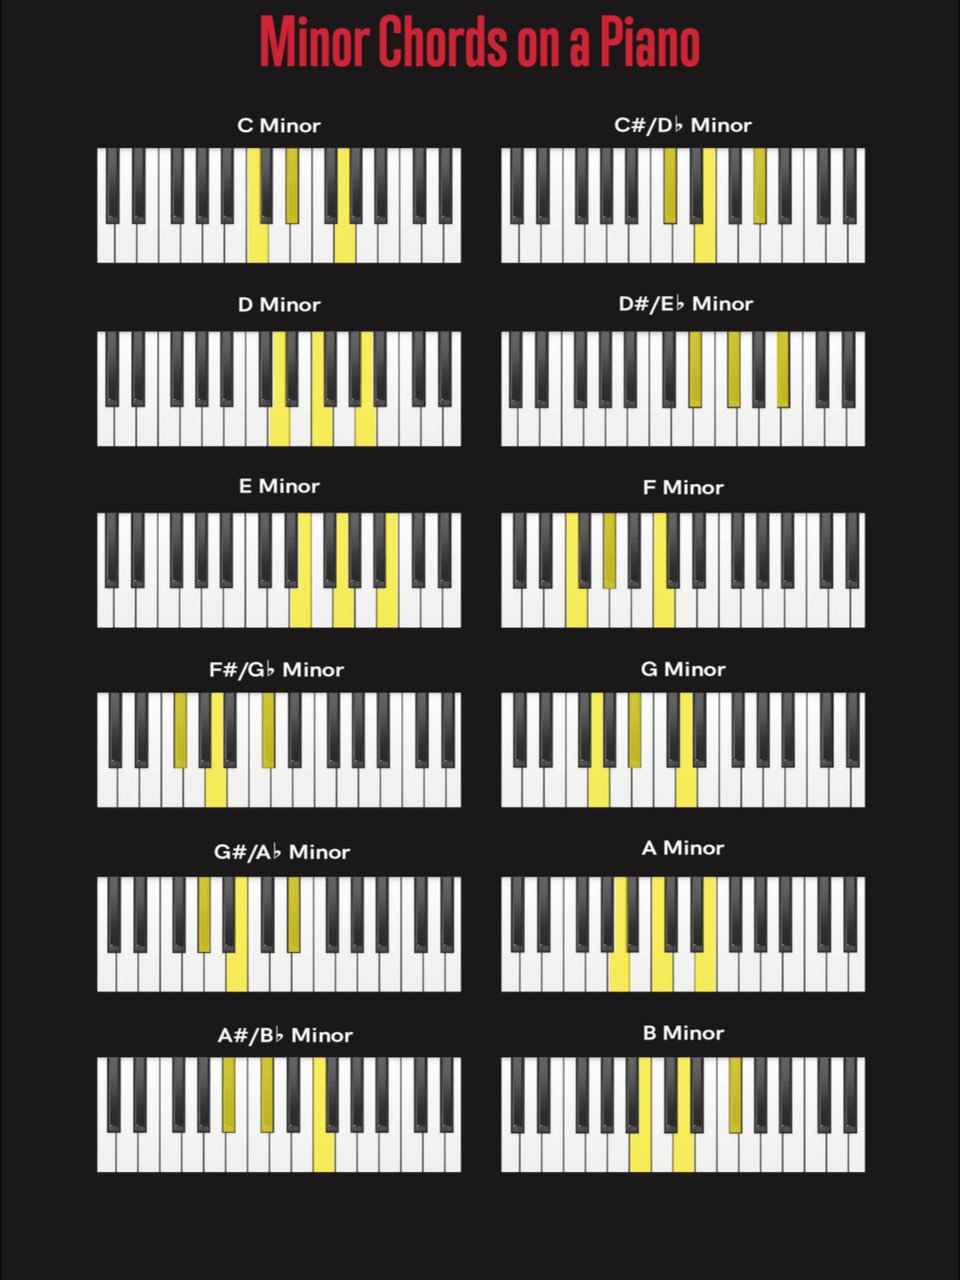 Minor Chords on a Piano
C Minor
C#/D♭ Minor
D Minor
D#/E♭ Minor
E Minor
F Minor
F#/G♭ Minor
G Minor
G#/A♭ Minor
A Minor
A#/B♭ Minor
B Minor